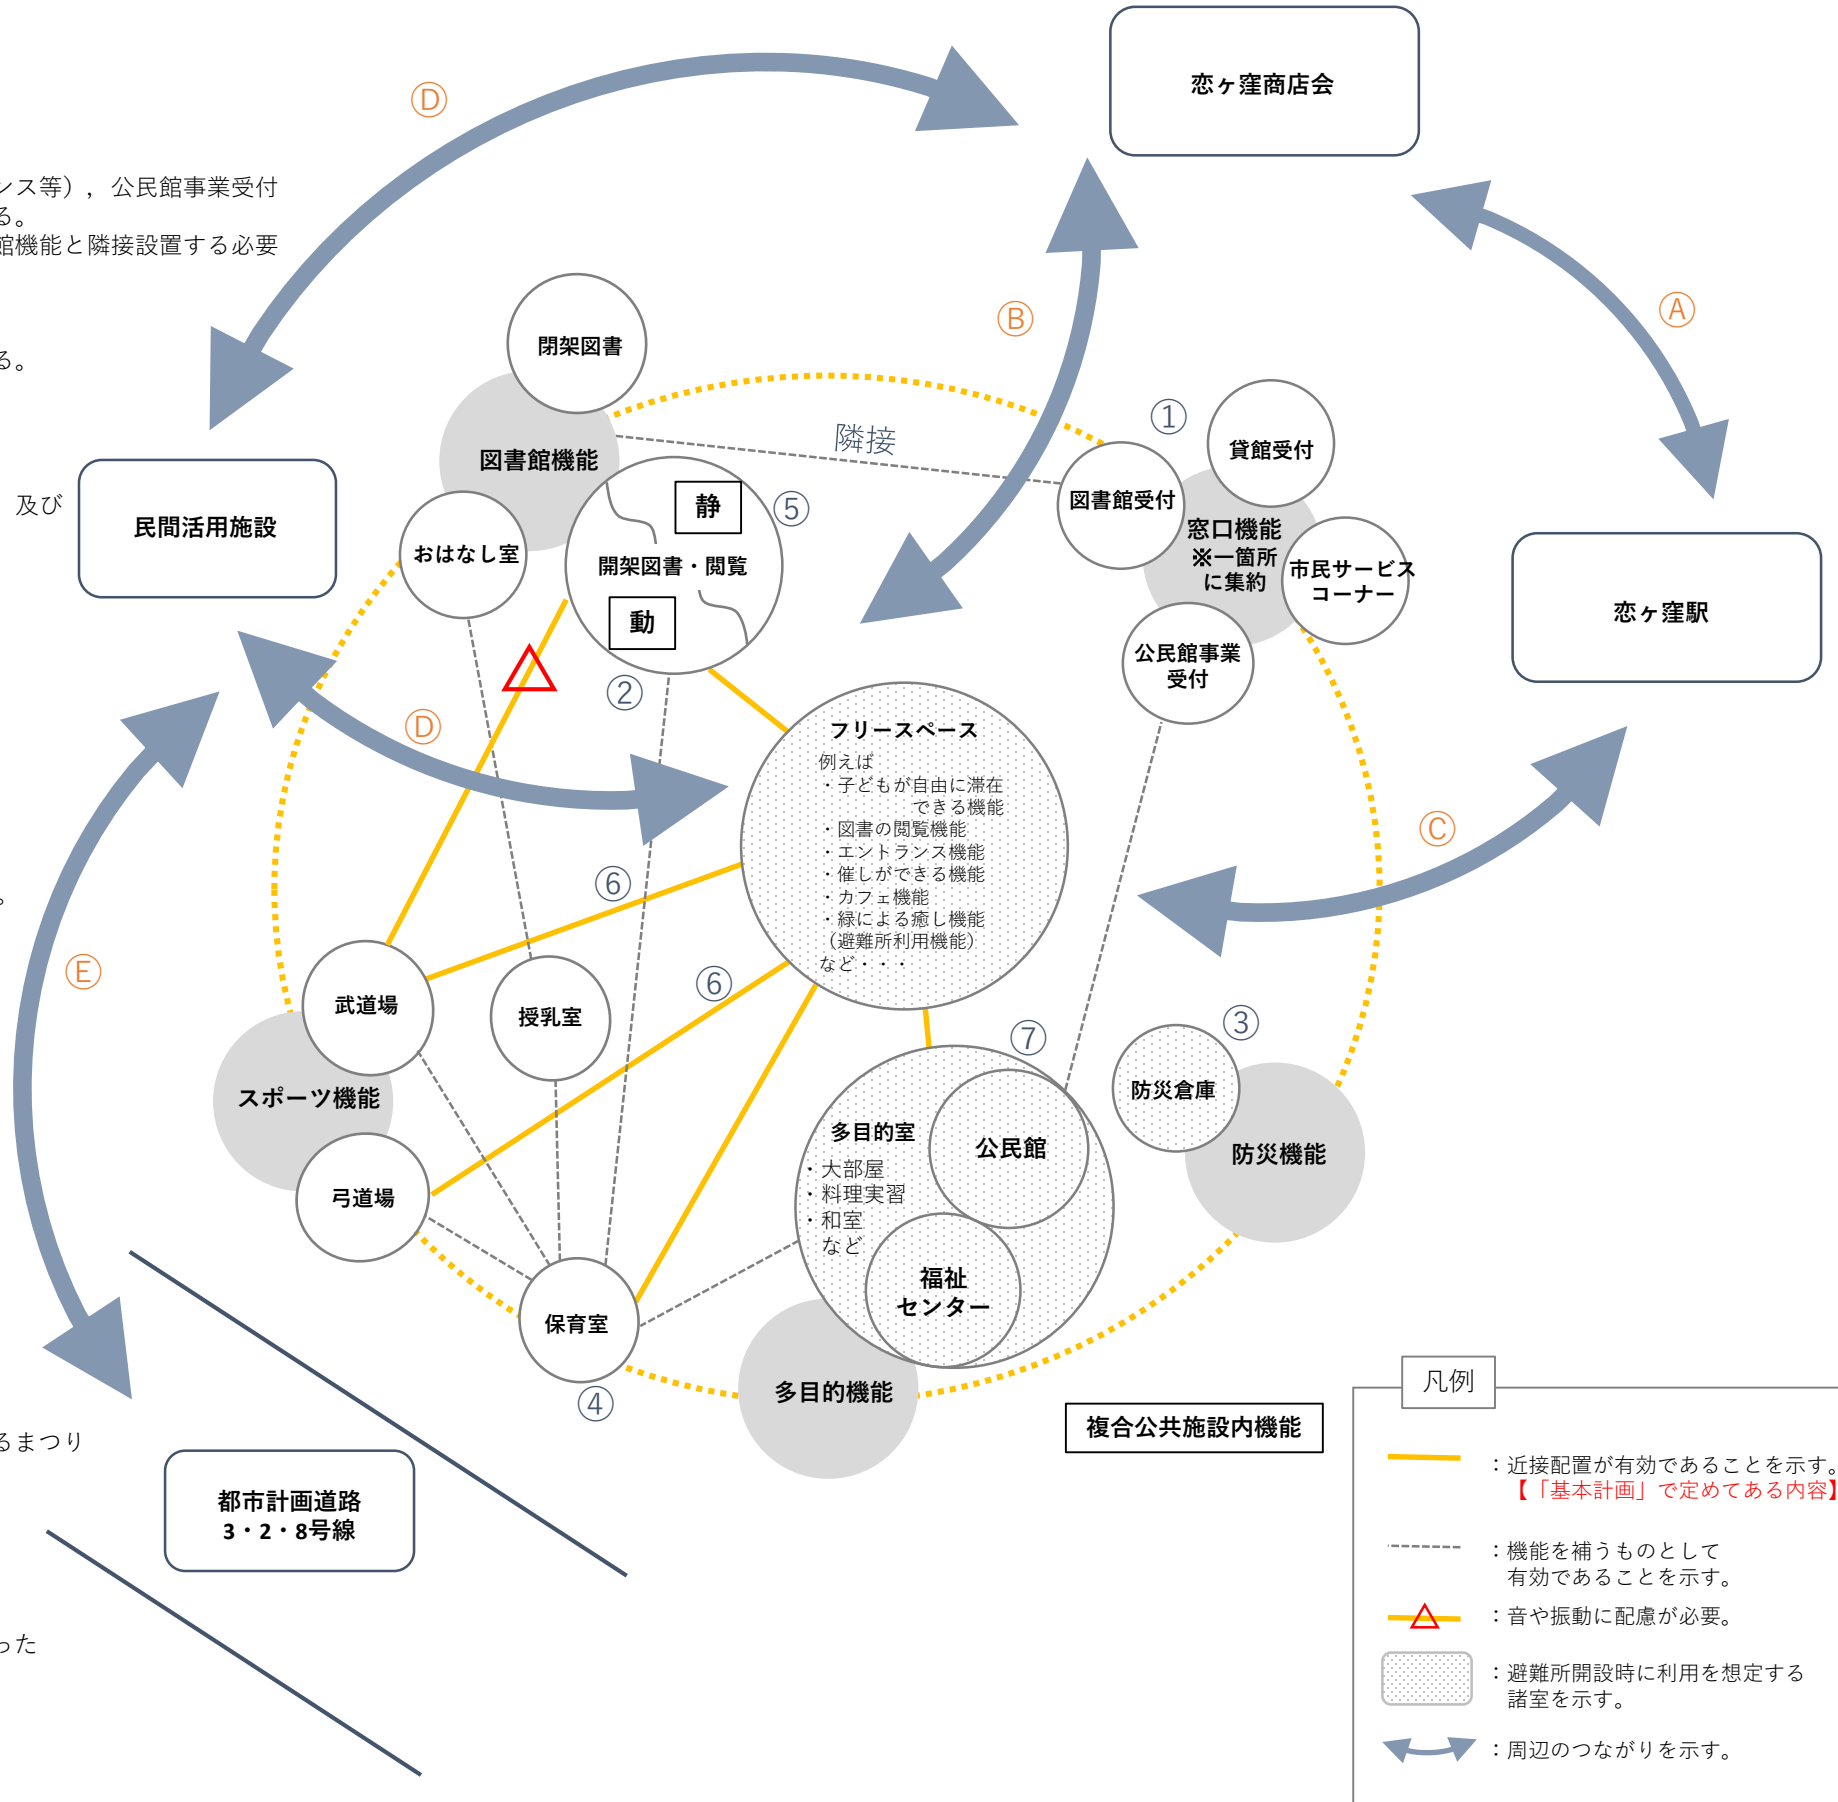 恋ヶ窪商店会
Ⓓ
ンス等），公民館事業受付
る。
館機能と隣接設置する必要
Ⓑ
Ⓐ
閉架図書
る。
①
隣接
貸館受付
図書館機能
図書館受付
静
⑤
及び
民間活用施設
窓口機能
※一箇所
に集約
おはなし室
開架図書・閲覧
市民サービス
コーナー
動
恋ヶ窪駅
公民館事業
受付
②
Ⓓ
フリースペース
例えば
・子どもが自由に滞在
できる機能
・図書の閲覧機能
・エントランス機能
・催しができる機能
・カフェ機能
・緑による癒し機能
（避難所利用機能）
など・・・
Ⓒ
⑥
。
Ⓔ
⑥
武道場
授乳室
⑦
③
スポーツ機能
防災倉庫
多目的室
・大部屋
・料理実習
・和室
など
公民館
防災機能
弓道場
福祉
センター
保育室
④
多目的機能
複合公共施設内機能
凡例
：近接配置が有効であることを示す。
【「基本計画」で定めてある内容】
：機能を補うものとして
有効であることを示す。
：音や振動に配慮が必要。
：避難所開設時に利用を想定する
諸室を示す。
：周辺のつながりを示す。
るまつり
都市計画道路
3・2・8号線
った